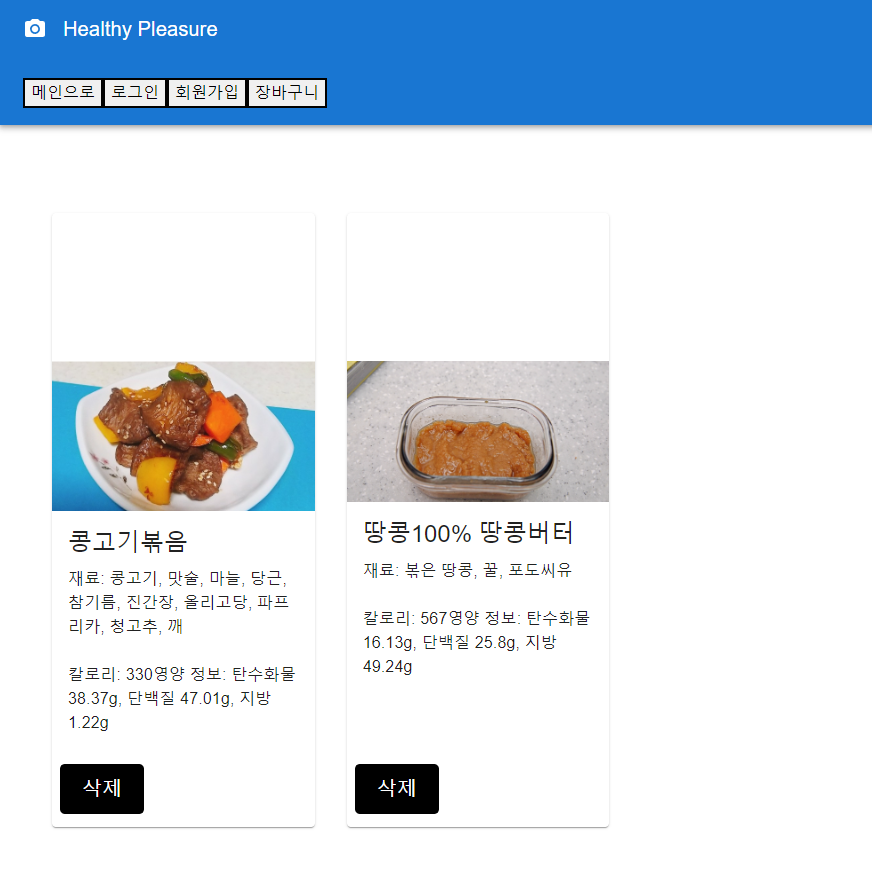 Healthy Pleasure
메인으로 로그인 회원가입 장바구니
콩고기볶음
재료: 콩고기, 맛술, 마늘, 당근,
참기름, 진간장, 올리고당, 파프
리카, 청고추, 깨
칼로리: 330영양 정보: 탄수화물
38.37g, 단백질 47.01g, 지방
1.22g
삭제
땅콩100% 땅콩버터
재료: 볶은 땅콩, 꿀, 포도씨유
칼로리: 567영양 정보: 탄수화물
16.13g, 단백질 25.8g, 지방
49.24g
삭제